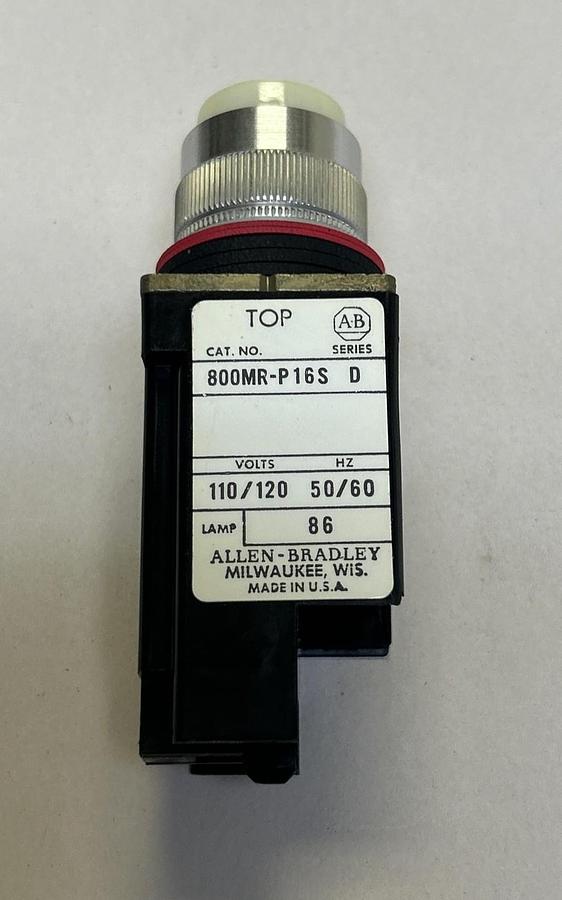 TOP
A-B
CAT. NO. SERIES
800MR-P16S D
VOLTS HZ
110/120 50/60
LAMP 86
ALLEN-BRADLEY
MILWAUKEE, WIS.
MADE IN U.S.A.